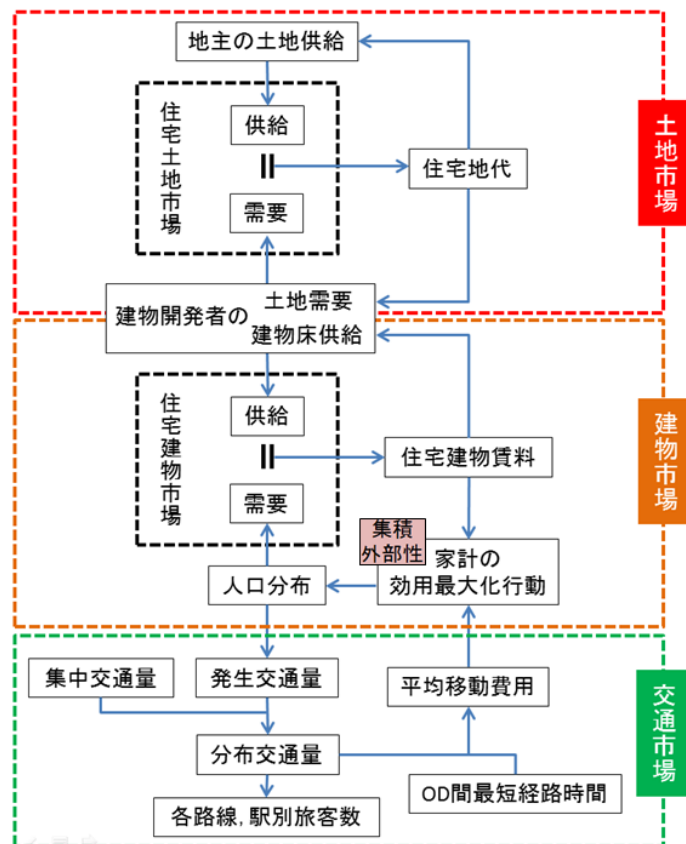 地主の土地供給
住宅土地市場
供給
需要
住宅地代
土地市場
建物開発者の
土地需要
建物床供給
住宅建物市場
供給
需要
住宅建物賃料
建物市場
集積
外部性
家計の
効用最大化行動
人口分布
集中交通量
発生交通量
平均移動費用
交通市場
分布交通量
各路線,駅別旅客数
OD間最短経路時間